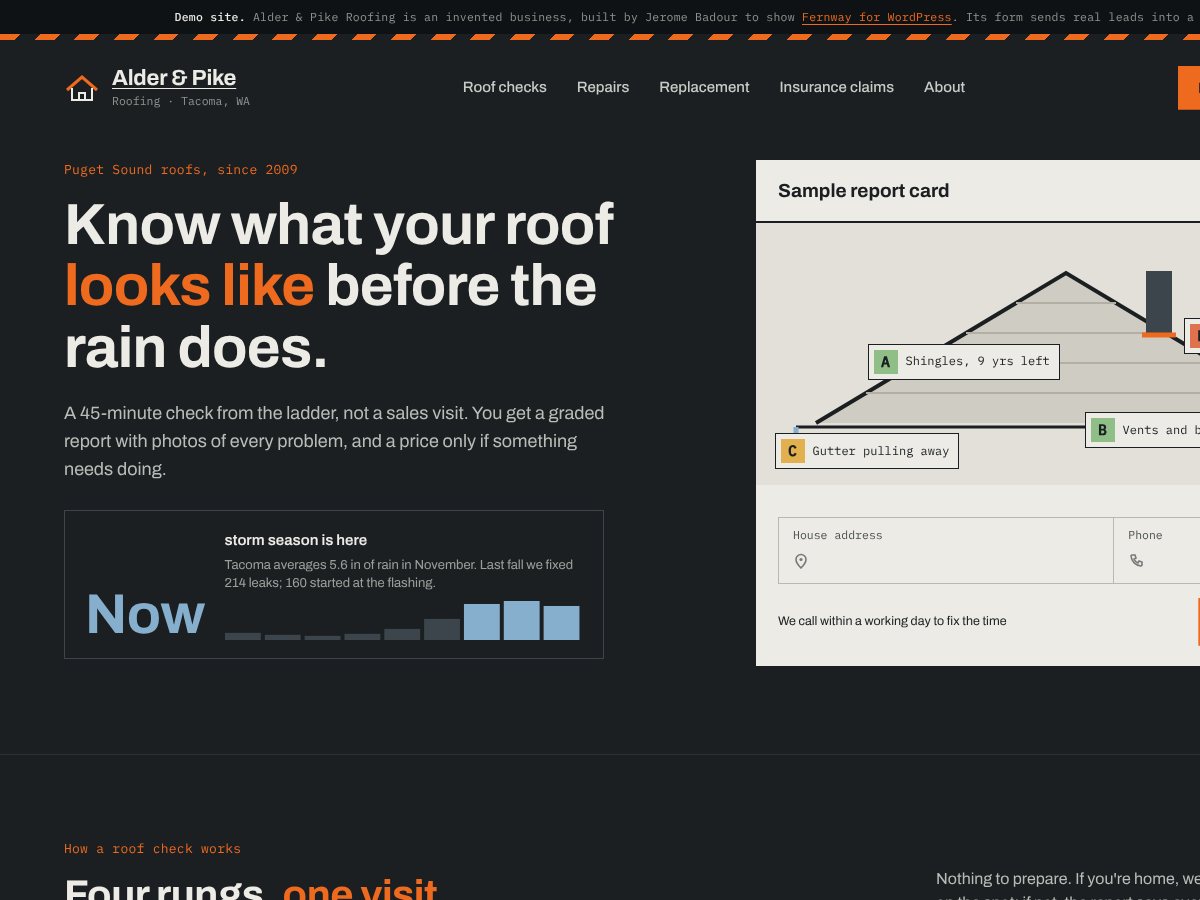 Demo site. Alder & Pike Roofing is an invented business, built by Jerome Badour to show Fernway for WordPress. Its form sends real leads into a
Alder & Pike
Roofing · Tacoma, WA
Roof checks
Repairs
Replacement
Insurance claims
About
Puget Sound roofs, since 2009
Know what your roof
looks like before the
rain does.
A 45-minute check from the ladder, not a sales visit. You get a graded
report with photos of every problem, and a price only if something
needs doing.
Now
storm season is here
Tacoma averages 5.6 in of rain in November. Last fall we fixed
214 leaks; 160 started at the flashing.
Sample report card
A Shingles, 9 yrs left
B Vents and
C Gutter pulling away
House address
Phone
We call within a working day to fix the time
How a roof check works
Four rungs, one visit
Nothing to prepare. If you're home, we